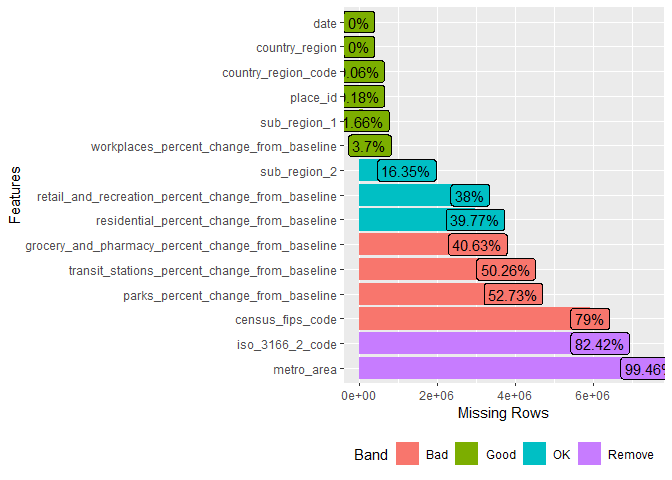 date 0%
country_region 0%
country_region_code 0.06%
place_id 0.18%
sub_region_1 1.66%
workplaces_percent_change_from_baseline 3.7%
sub_region_2 16.35%
retail_and_recreation_percent_change_from_baseline 38%
residential_percent_change_from_baseline 39.77%
grocery_and_pharmacy_percent_change_from_baseline 40.63%
transit_stations_percent_change_from_baseline 50.26%
parks_percent_change_from_baseline 52.73%
census_fips_code 79%
iso_3166_2_code 82.42%
metro_area 99.46%
Features
0e+00 2e+06 4e+06 6e+06
Missing Rows
Band Bad Good OK Remove